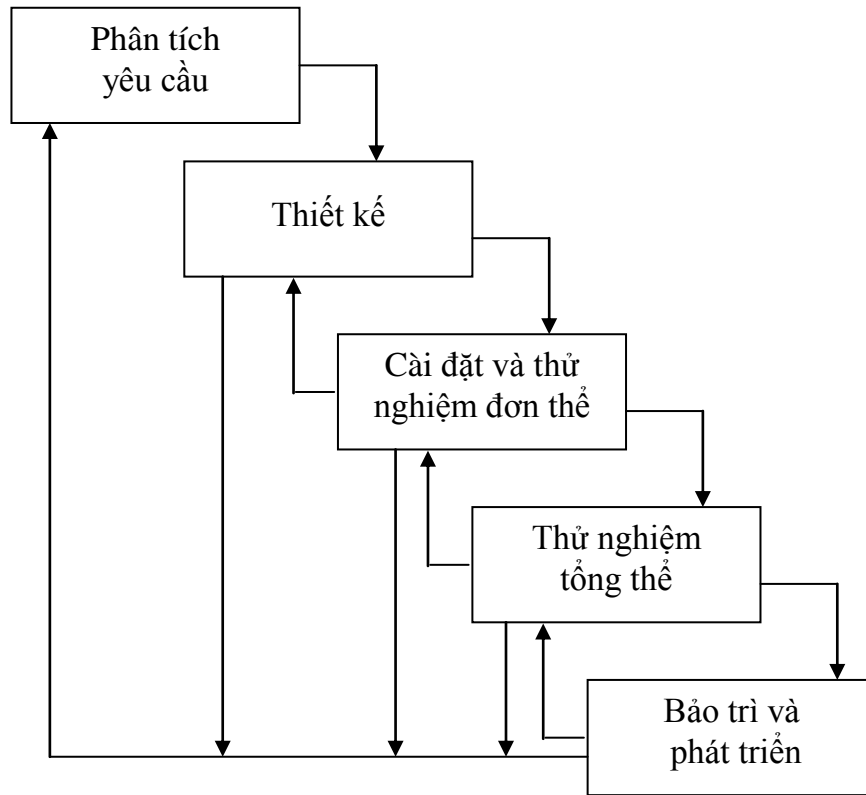 Phân tích
yêu cầu
Thiết kế
Cài đặt và thử
nghiệm đơn thể
Thử nghiệm
tổng thể
Bảo trì và
phát triển